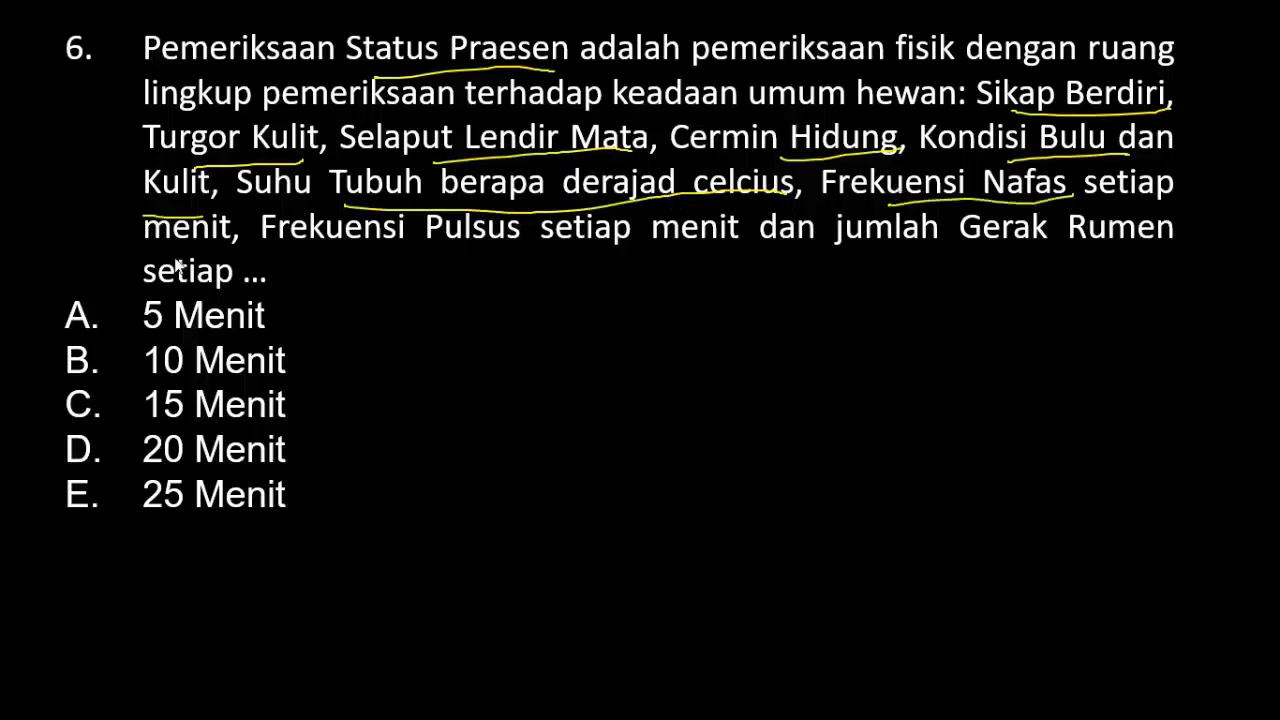 6. Pemeriksaan Status Praesen adalah pemeriksaan fisik dengan ruang
lingkup pemeriksaan terhadap keadaan umum hewan: Sikap Berdiri,
Turgor Kulit, Selaput Lendir Mata, Cermin Hidung, Kondisi Bulu dan
Kulit, Suhu Tubuh berapa derajad celcius, Frekuensi Nafas setiap
menit, Frekuensi Pulsus setiap menit dan jumlah Gerak Rumen
setiap ...
A. 5 Menit
B. 10 Menit
C. 15 Menit
D. 20 Menit
E. 25 Menit